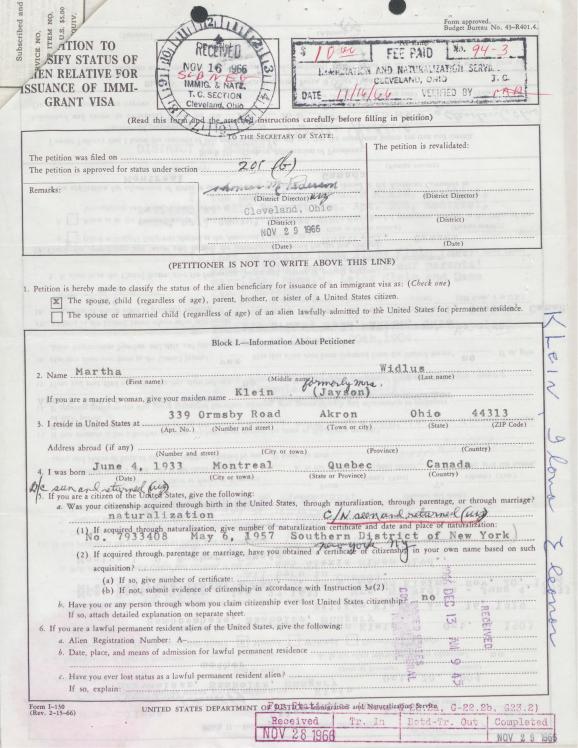 Subscribed and
VICE NO.
ITEM NO.
U.S. $5.00
EQUIV.
Form approved.
Budget Bureau No. 43-R401.4.
RECEIVED
NOV 16 1966
IMMIG. & NATZ.
T. C. SECTION
Cleveland, Ohio
$ 10.00 FEE PAID No. 94-3
IMMIGRATION AND NATURALIZATION SERVICE
CLEVELAND, OHIO
DATE 11/16/66 VERIFIED BY
PETITION TO
CLASSIFY STATUS OF
ALIEN RELATIVE FOR
ISSUANCE OF IMMI-
GRANT VISA
(Read this form and the attached instructions carefully before filling in petition)
TO THE SECRETARY OF STATE:
The petition was filed on
The petition is approved for status under section 201 (b)
Remarks:
(District Director)
Cleveland, Ohio
(District)
NOV 29 1966
(Date)
The petition is revalidated:
(District Director)
(District)
(Date)
(PETITIONER IS NOT TO WRITE ABOVE THIS LINE)
1. Petition is hereby made to classify the status of the alien beneficiary for issuance of an immigrant visa as: (Check one)
X The spouse, child (regardless of age), parent, brother, or sister of a United States citizen.
The spouse or unmarried child (regardless of age) of an alien lawfully admitted to the United States for permanent residence.
Klein, Ilona Eleonor
Block I.—Information About Petitioner
2. Name Martha Widlus
(First name) (Middle name) (Last name)
formerly Mrs.
If you are a married woman, give your maiden name Klein (Jayson)
3. I reside in United States at 339 Ormsby Road Akron Ohio 44313
(Apt. No.) (Number and street) (Town or city) (State) (ZIP Code)
Address abroad (if any)
(Number and street) (City or town) (Province) (Country)
4. I was born June 4, 1933 Montreal Quebec Canada
(Date) (City or town) (State or Province) (Country)
B/C seen and returned
5. If you are a citizen of the United States, give the following:
a. Was your citizenship acquired through birth in the United States, through naturalization, through parentage, or through marriage?
naturalization C/N seen and returned
(1) If acquired through naturalization, give number of naturalization certificate and date and place of naturalization:
No. 7933408 May 6, 1957 Southern District of New York
New York NY
(2) If acquired through parentage or marriage, have you obtained a certificate of citizenship in your own name based on such
acquisition?
(a) If so, give number of certificate:
(b) If not, submit evidence of citizenship in accordance with Instruction 3a(2).
b. Have you or any person through whom you claim citizenship ever lost United States citizenship? no
If so, attach detailed explanation on separate sheet.
RECEIVED
DEC 13 AM 9 45
6. If you are a lawful permanent resident alien of the United States, give the following:
a. Alien Registration Number: A-
b. Date, place, and means of admission for lawful permanent residence
c. Have you ever lost status as a lawful permanent resident alien?
If so, explain:
Form I-130
(Rev. 2-15-66)
UNITED STATES DEPARTMENT OF JUSTICE Immigration and Naturalization Service
G-22.2b, G23.2)
Received Tr. In Retd-Tr. Out Completed
NOV 28 1966 NOV 29 1966